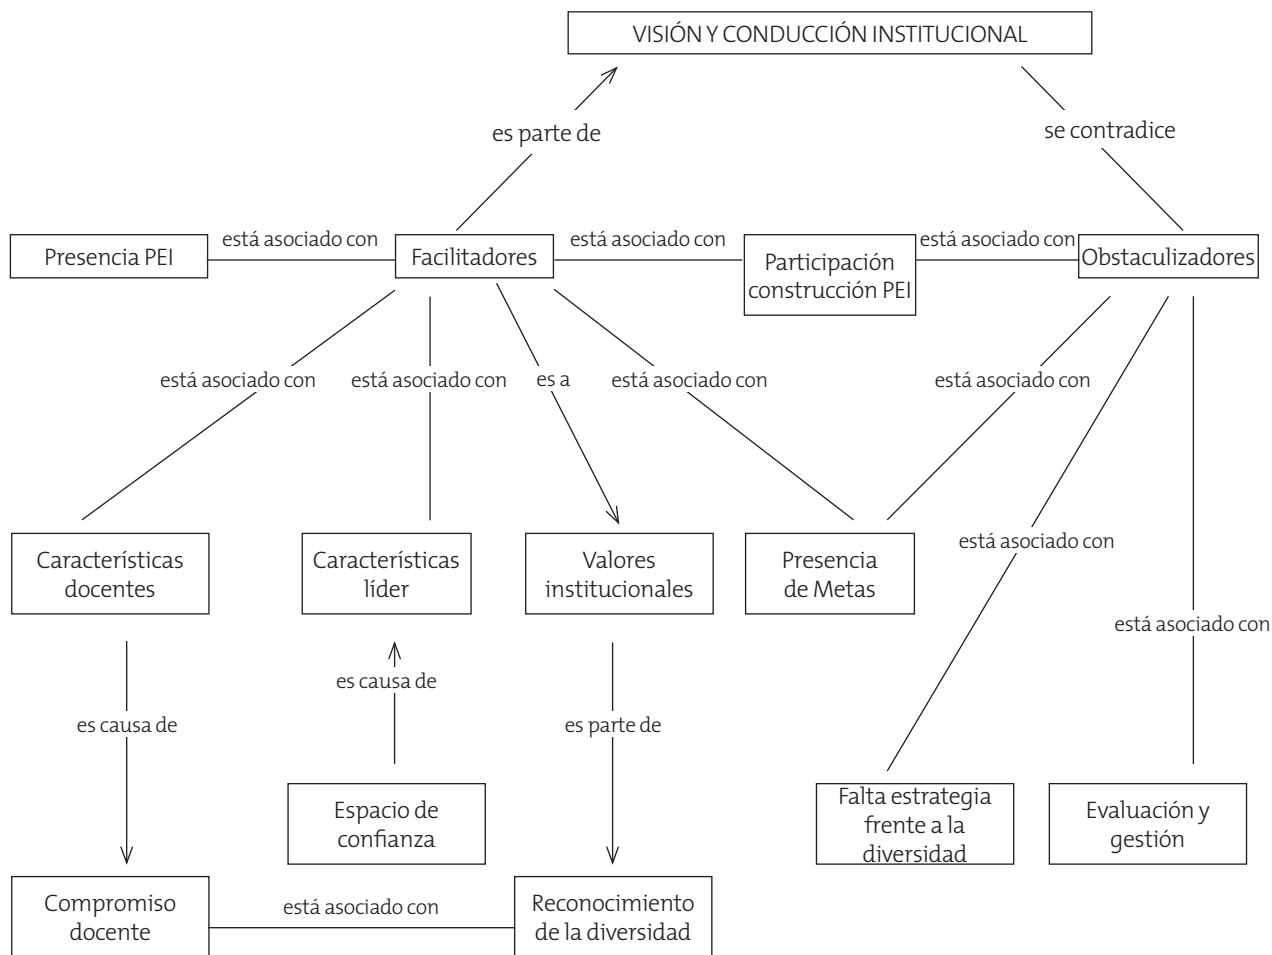 VISIÓN Y CONDUCCIÓN INSTITUCIONAL
es parte de
se contradice
Presencia PEI
está asociado con
Facilitadores
está asociado con
Participación
construcción PEI
está asociado con
Obstaculizadores
está asociado con
está asociado con
es a
está asociado con
está asociado con
Características
docentes
Características
líder
Valores
institucionales
Presencia
de Metas
está asociado con
está asociado con
es causa de
es causa de
es parte de
Espacio de
confianza
Falta estrategia
frente a la
diversidad
Evaluación y
gestión
Compromiso
docente
está asociado con
Reconocimiento
de la diversidad